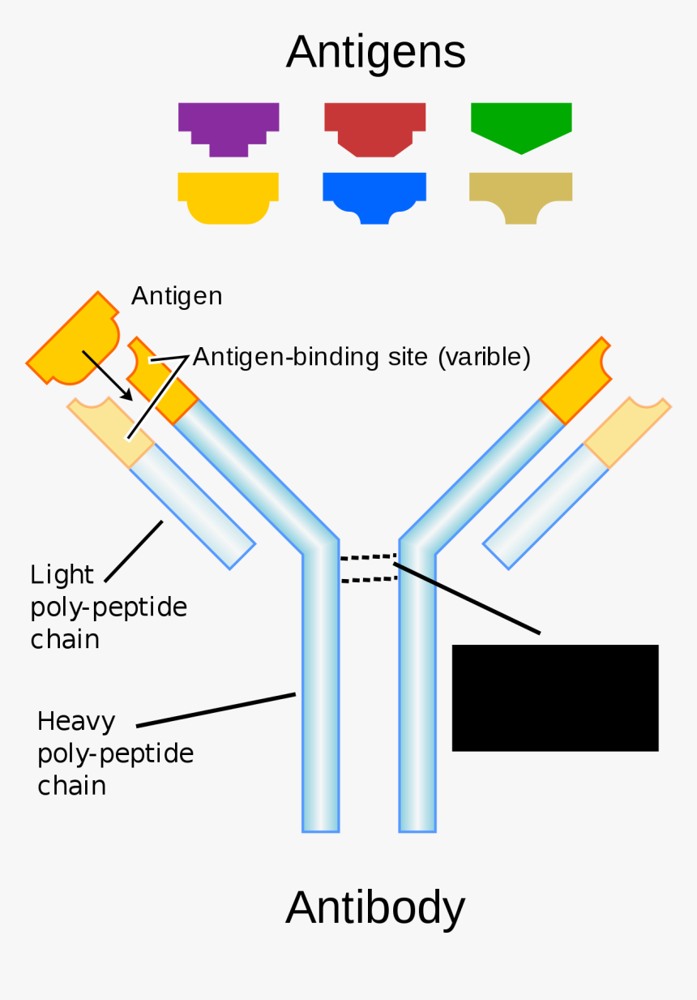 Antigens
Antigen
Antigen-binding site (varible)
Light
poly-peptide
chain
Heavy
poly-peptide
chain
Antibody